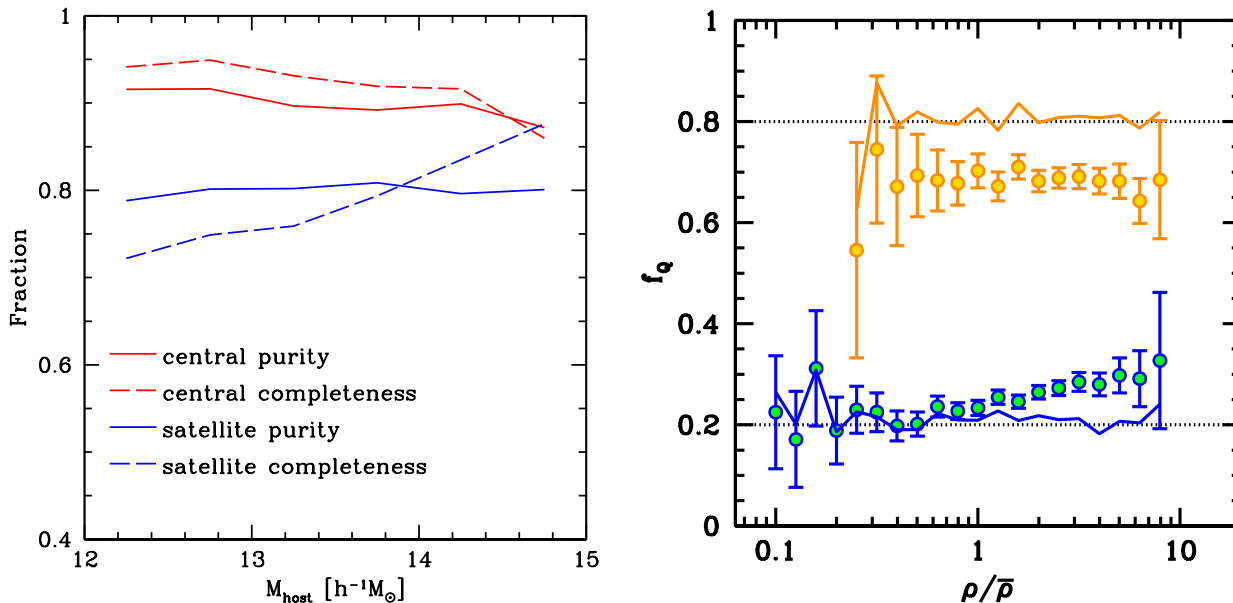 1
0.8
0.6
0.4
Fraction
central purity
central completeness
satellite purity
satellite completeness
12 13 14 15
M_host [h⁻¹M_⊙]
1
0.8
0.6
0.4
0.2
0
f_Q
0.1 1 10
ρ/ρ̄